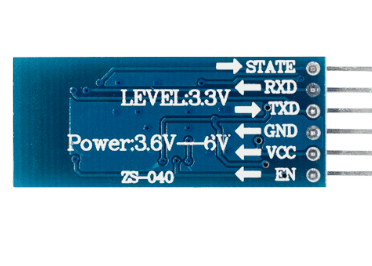 STATE
RXD
LEVEL:3.3V
TXD
GND
Power:3.6V—6V
VCC
ZS-040
EN